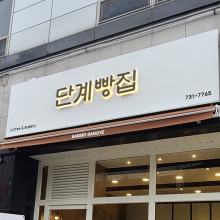 단계빵집
731-7765
Coffee & Bakery
BAKERY DANGYE